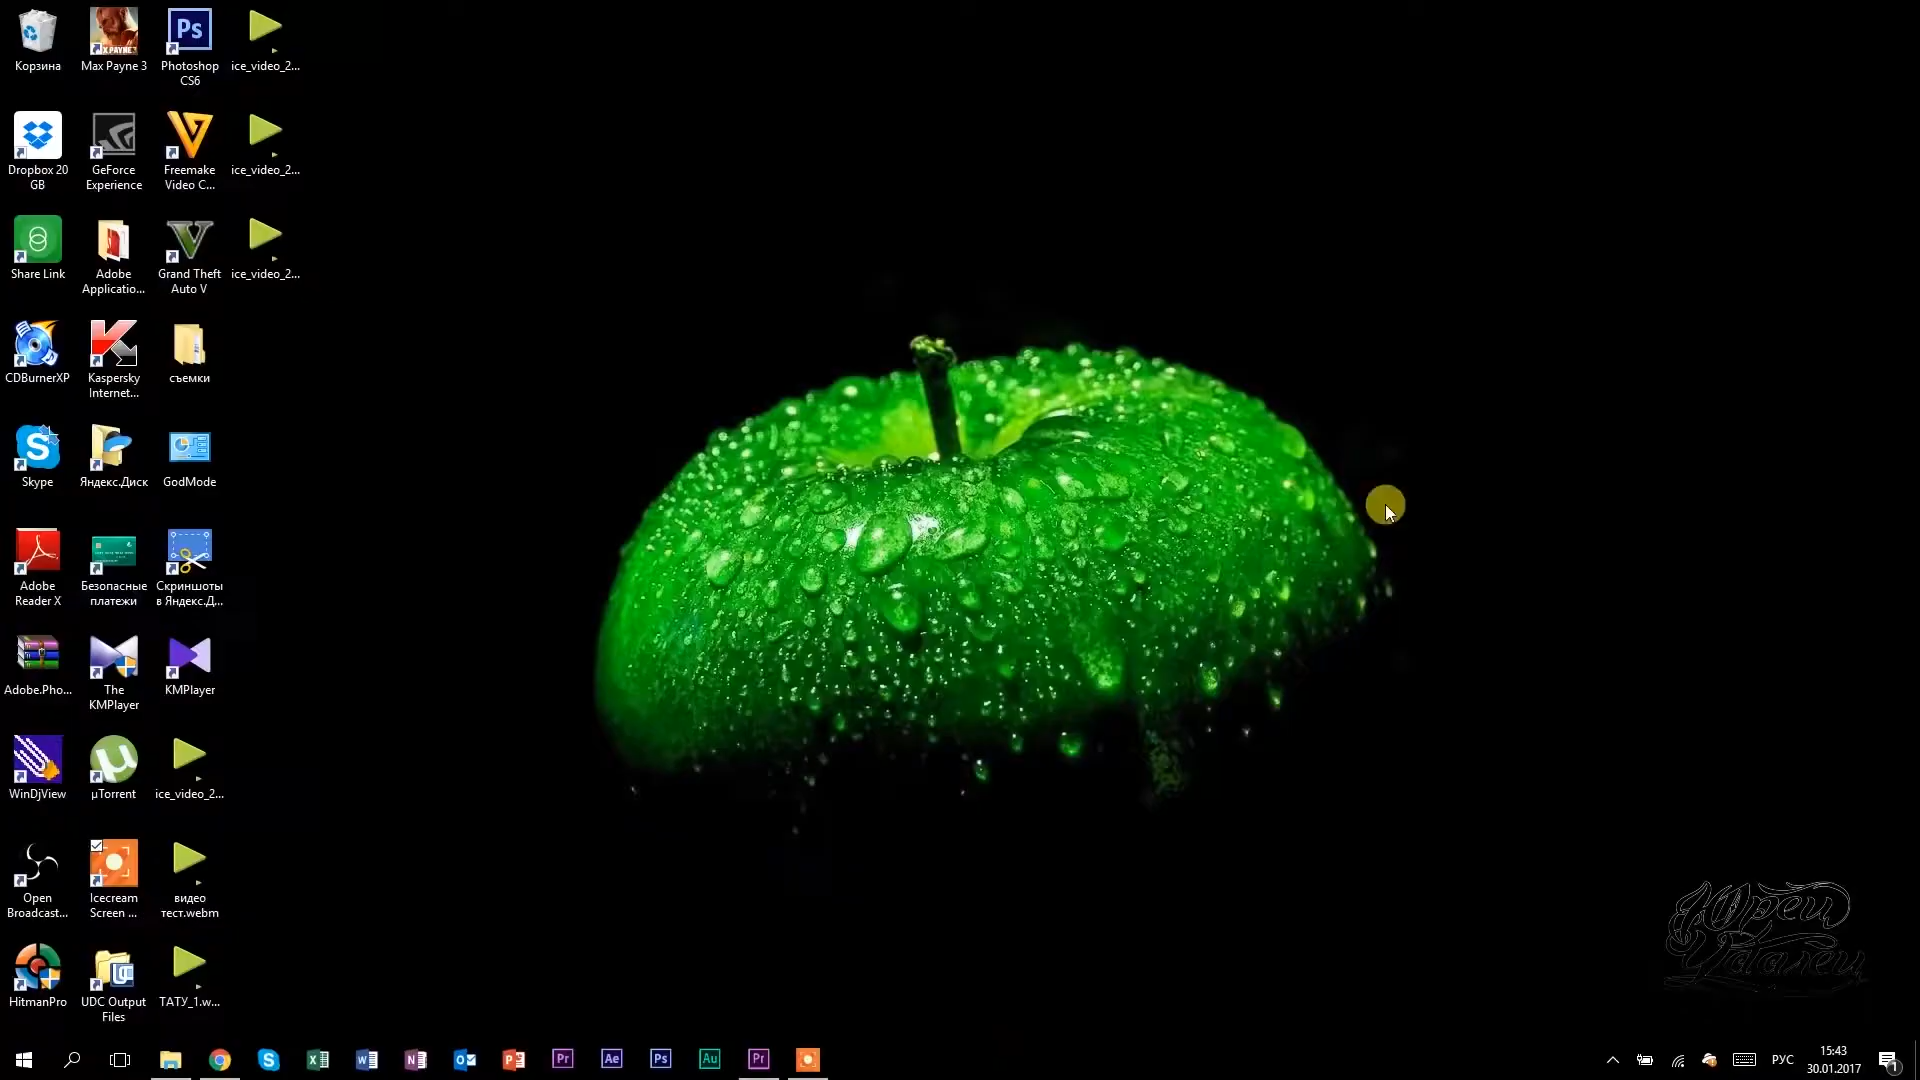 Корзина
Max Payne 3
Photoshop
CS6
ice_video_2...
Dropbox 20
GB
GeForce
Experience
Freemake
Video C...
ice_video_2...
Share Link
Adobe
Applicatio...
Grand Theft
Auto V
ice_video_2...
CDBurnerXP
Kaspersky
Internet...
съемки
Skype
Яндекс.Диск
GodMode
Adobe
Reader X
Безопасные
платежи
Скриншоты
в Яндекс.Д...
Adobe.Pho...
The
KMPlayer
KMPlayer
WinDjView
µTorrent
ice_video_2...
Open
Broadcast...
Icecream
Screen ...
видео
тест.webm
HitmanPro
UDC Output
Files
ТАТУ_1.w...
РУС
15:43
30.01.2017
1